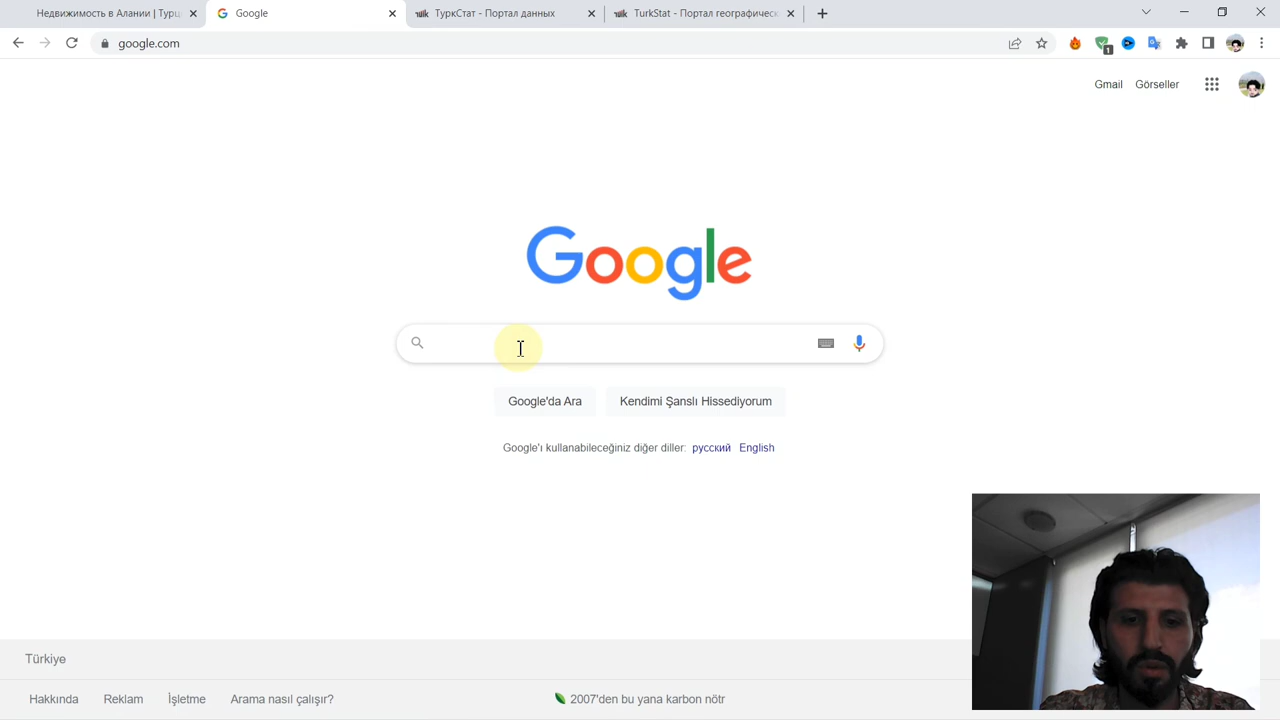 Недвижимость в Алании | Турц
Google
ТуркСтат - Портал данных
TurkStat - Портал географическ
google.com
1
Gmail
Görseller
Google
Google'da Ara
Kendimi Şanslı Hissediyorum
Google'ı kullanabileceğiniz diğer diller: русский English
Türkiye
Hakkında
Reklam
İşletme
Arama nasıl çalışır?
2007'den bu yana karbon nötr